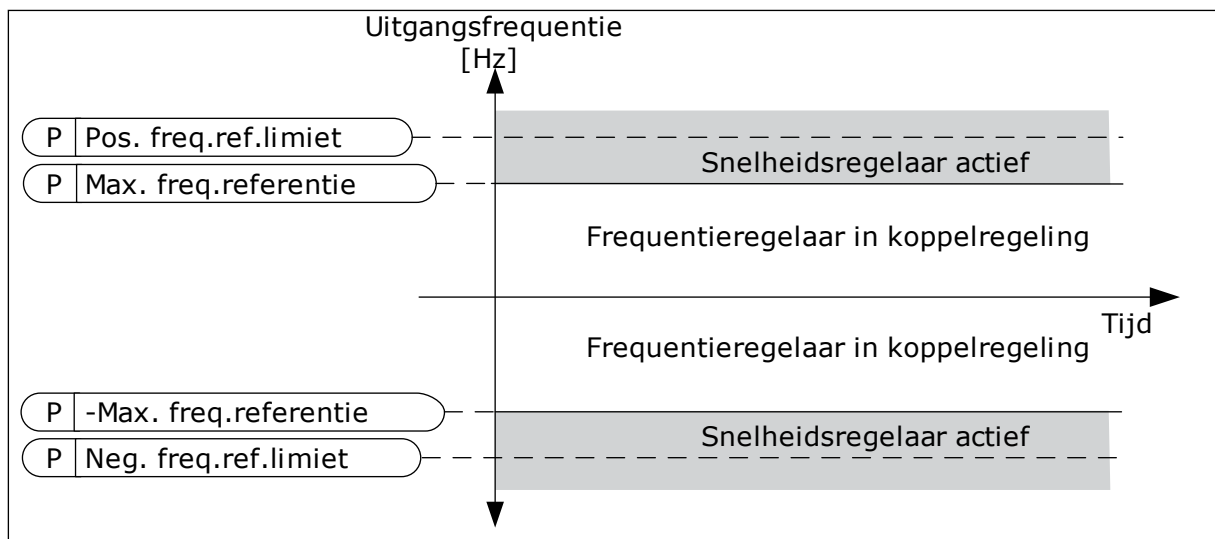 Uitgangsfrequentie
[Hz]
P Pos. freq.ref.limiet
Snelheidsregelaar actief
P Max. freq.referentie
Frequentieregelaar in koppelregeling
Tijd
Frequentieregelaar in koppelregeling
P -Max. freq.referentie
Snelheidsregelaar actief
P Neg. freq.ref.limiet